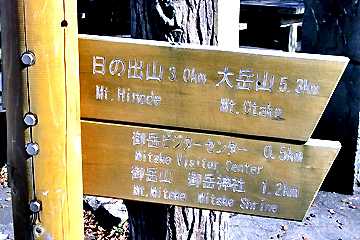 日の出山 3.0km 大岳山 5.3km
Mt. Hinode Mt. Otake
御岳ビジターセンター 0.5km
Mitake Visitor Center
御岳山 御岳神社 1.2km
Mt. Mitake Mitake Shrine